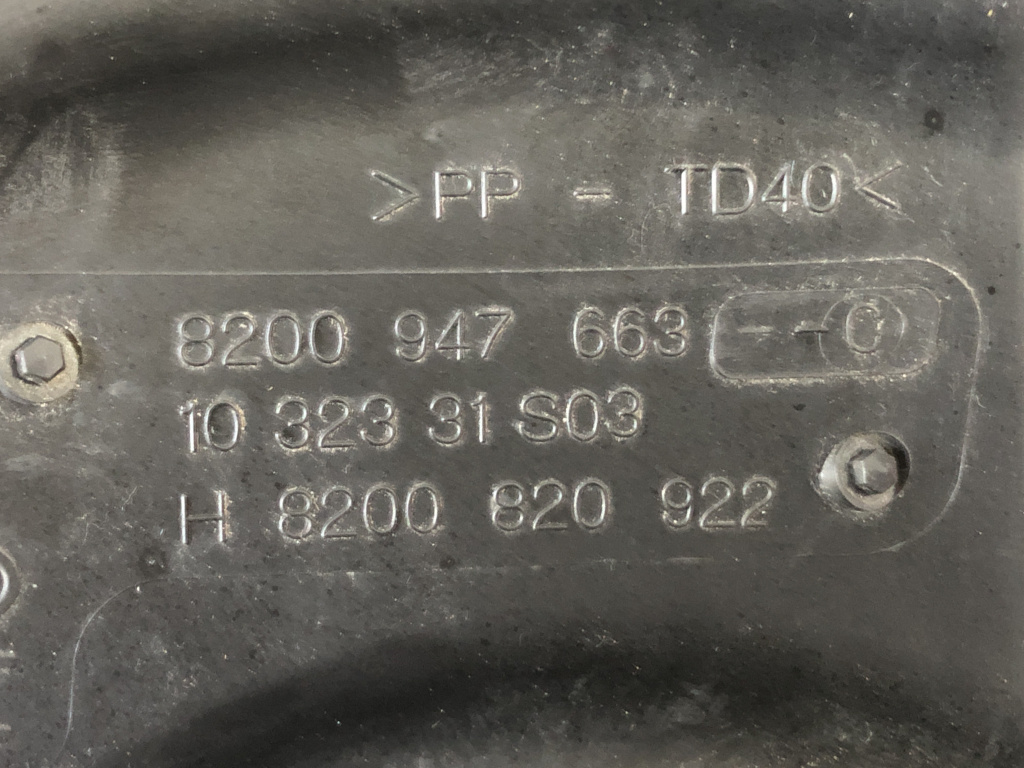 >PP - TD40<
8200 947 663 --G
10 323 31 S03
H 8200 820 922